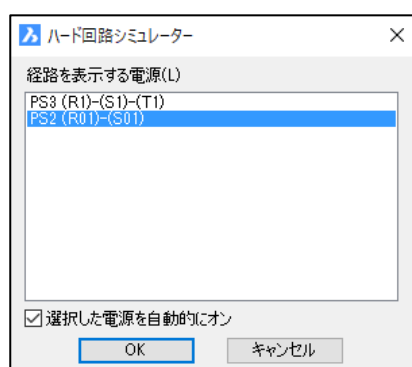 ハード回路シミュレーター
経路を表示する電源(L)
PS3 (R1)-(S1)-(T1)
PS2 (R01)-(S01)
選択した電源を自動的にオン
OK
キャンセル